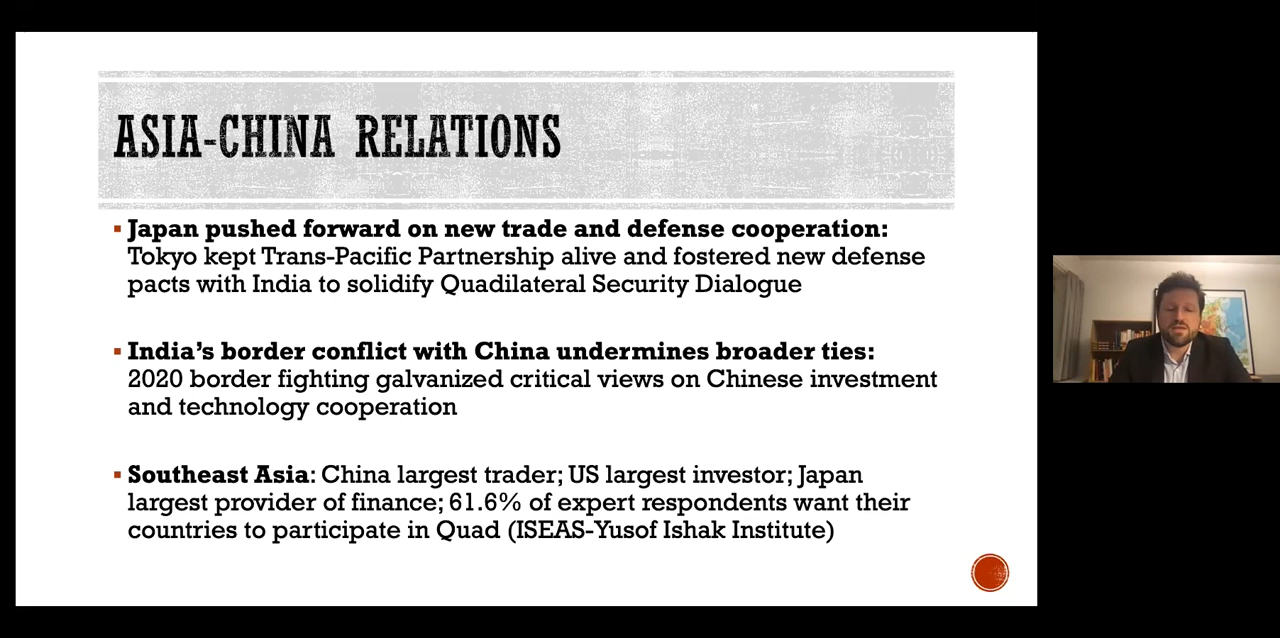 ASIA-CHINA RELATIONS
▪ Japan pushed forward on new trade and defense cooperation:
Tokyo kept Trans-Pacific Partnership alive and fostered new defense
pacts with India to solidify Quadilateral Security Dialogue
▪ India’s border conflict with China undermines broader ties:
2020 border fighting galvanized critical views on Chinese investment
and technology cooperation
▪ Southeast Asia: China largest trader; US largest investor; Japan
largest provider of finance; 61.6% of expert respondents want their
countries to participate in Quad (ISEAS-Yusof Ishak Institute)